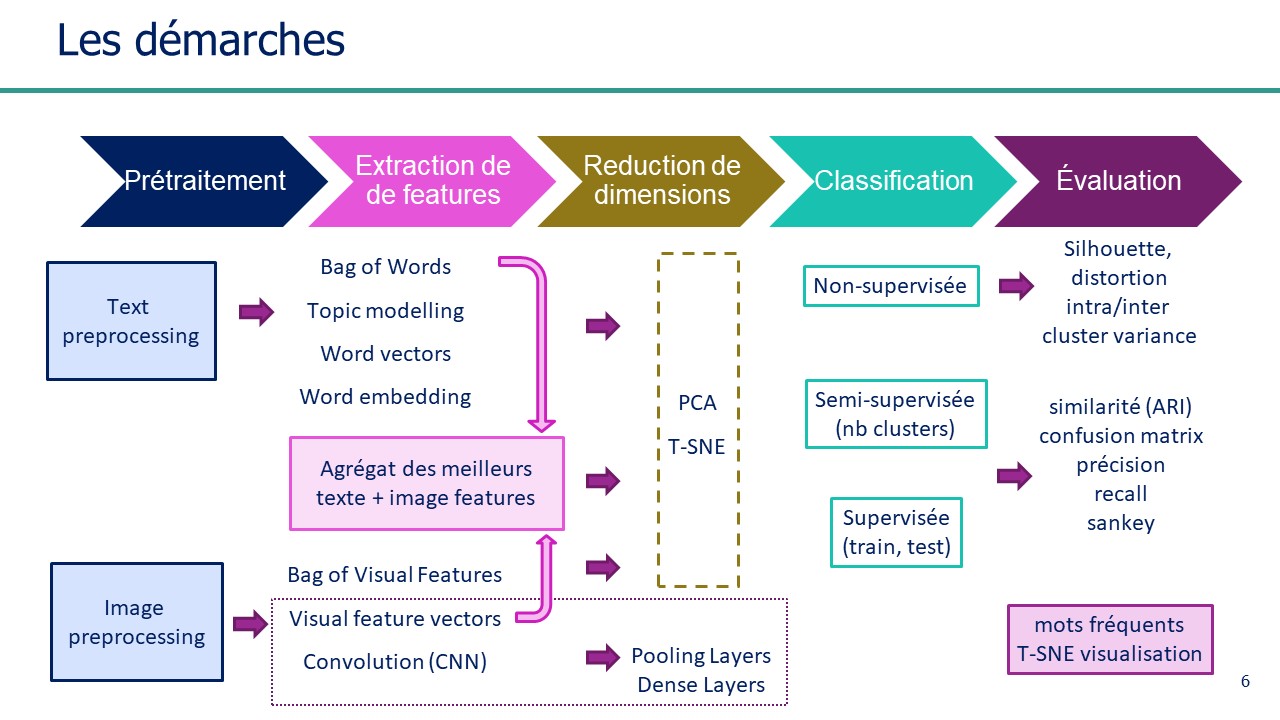 Les démarches
Prétraitement
Extraction de
de features
Reduction de
dimensions
Classification
Évaluation
Text
preprocessing
Bag of Words
Topic modelling
Word vectors
Word embedding
Agrégat des meilleurs
texte + image features
Image
preprocessing
Bag of Visual Features
Visual feature vectors
Convolution (CNN)
PCA
T-SNE
Pooling Layers
Dense Layers
Non-supervisée
Semi-supervisée
(nb clusters)
Supervisée
(train, test)
Silhouette,
distortion
intra/inter
cluster variance
similarité (ARI)
confusion matrix
précision
recall
sankey
mots fréquents
T-SNE visualisation
6